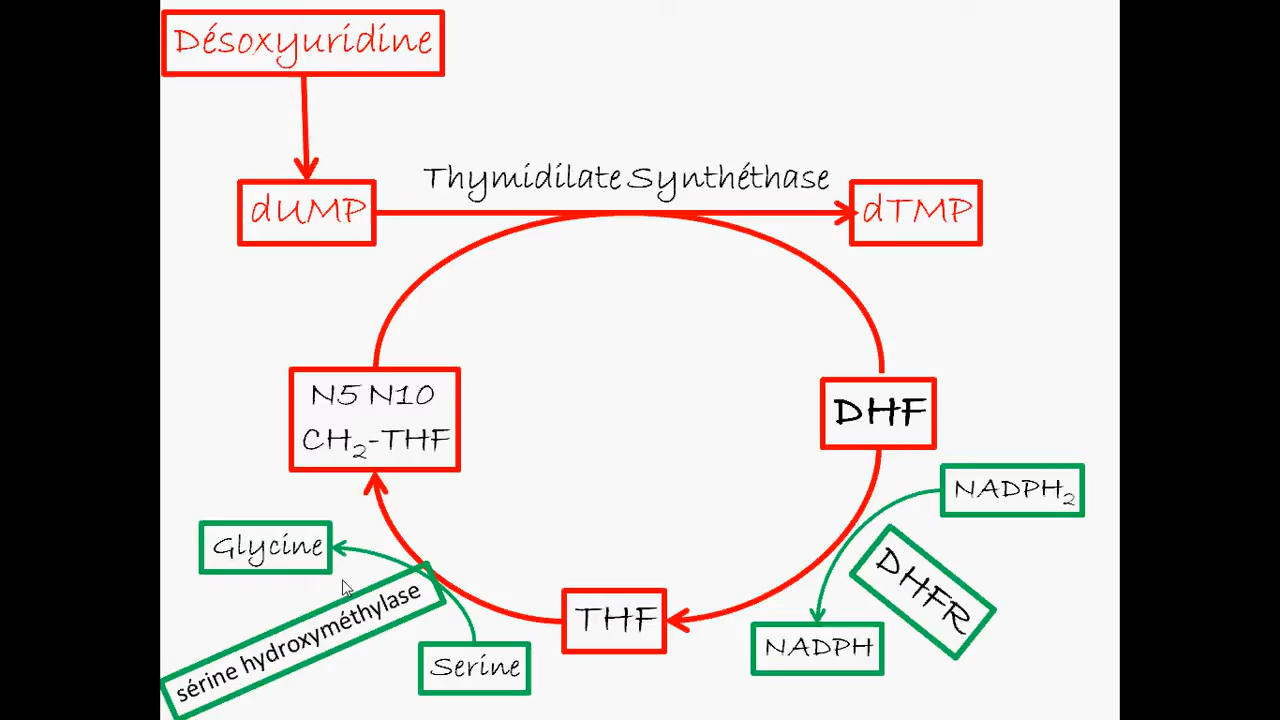 Désoxyuridine
Thymidilate Synthéthase
dUMP
dTMP
N5 N10
CH₂-THF
DHF
NADPH₂
Glycine
DHFR
sérine hydroxyméthylase
THF
NADPH
Serine